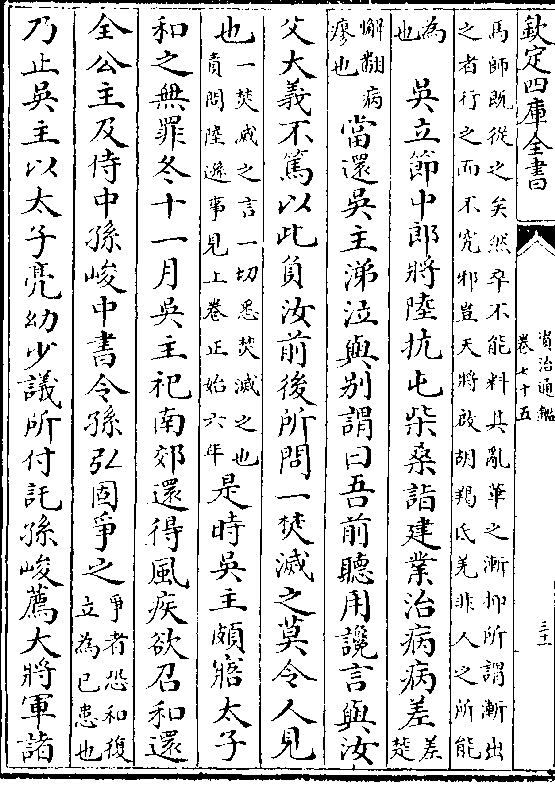 欽定四庫全書
資治通鑑
卷七十五
三十一
馬師既從之矣然卒不能料其亂華之漸抑所謂漸出
之者行之而不究邪豈天將啟胡羯氐羌非人之所能
為也　吳立節中郎將陸抗屯柴桑詣建業治病病差差楚
懈翻病瘳也當還吳主涕泣與別謂曰吾前聽用讒言與汝
父大義不篤以此負汝前後所問一焚滅之莫令人見
也一焚滅之言一切悉焚滅之也責問陸遜事見上卷正始六年是時吳主頗寤太子
和之無罪冬十一月吳主祀南郊還得風疾欲召和還
全公主及侍中孫峻中書令孫弘固爭之爭者恐和復立為己患也
乃止吳主以太子亮幼少議所付託孫峻薦大將軍諸